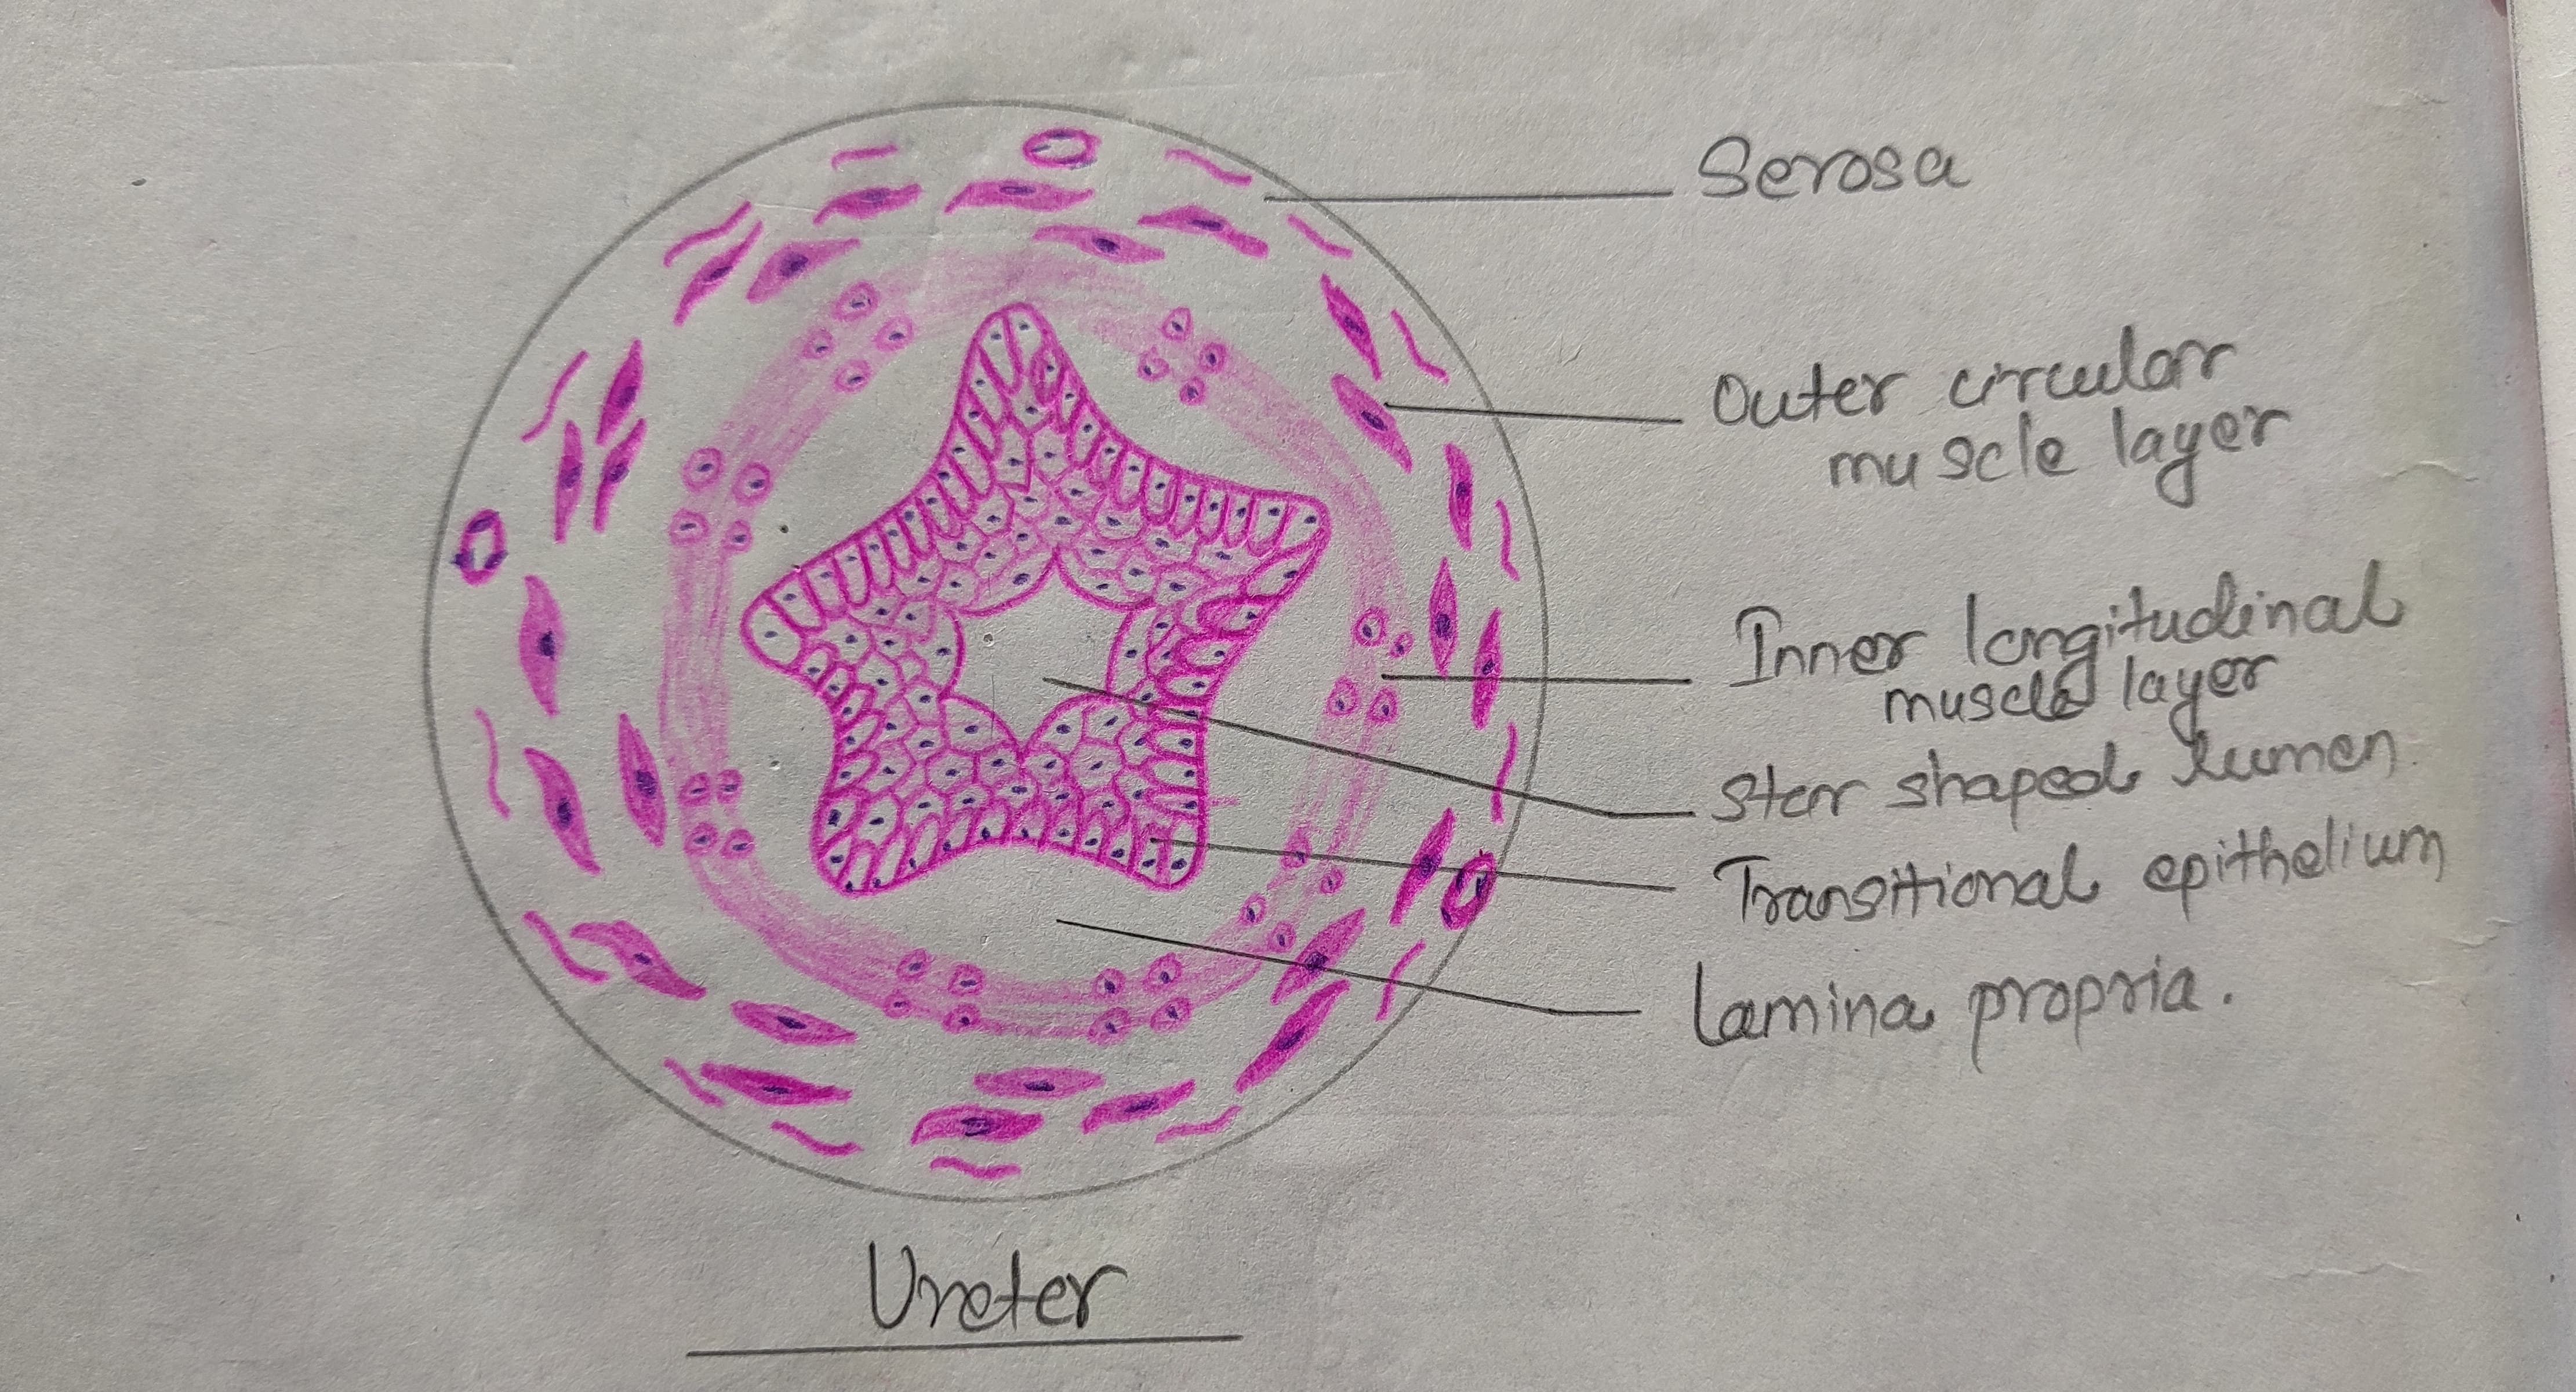 Serosa
Outer circular
muscle layer
Inner longitudinal
muscle layer
Star shaped lumen
Transitional epithelium
Lamina propria.
Ureter